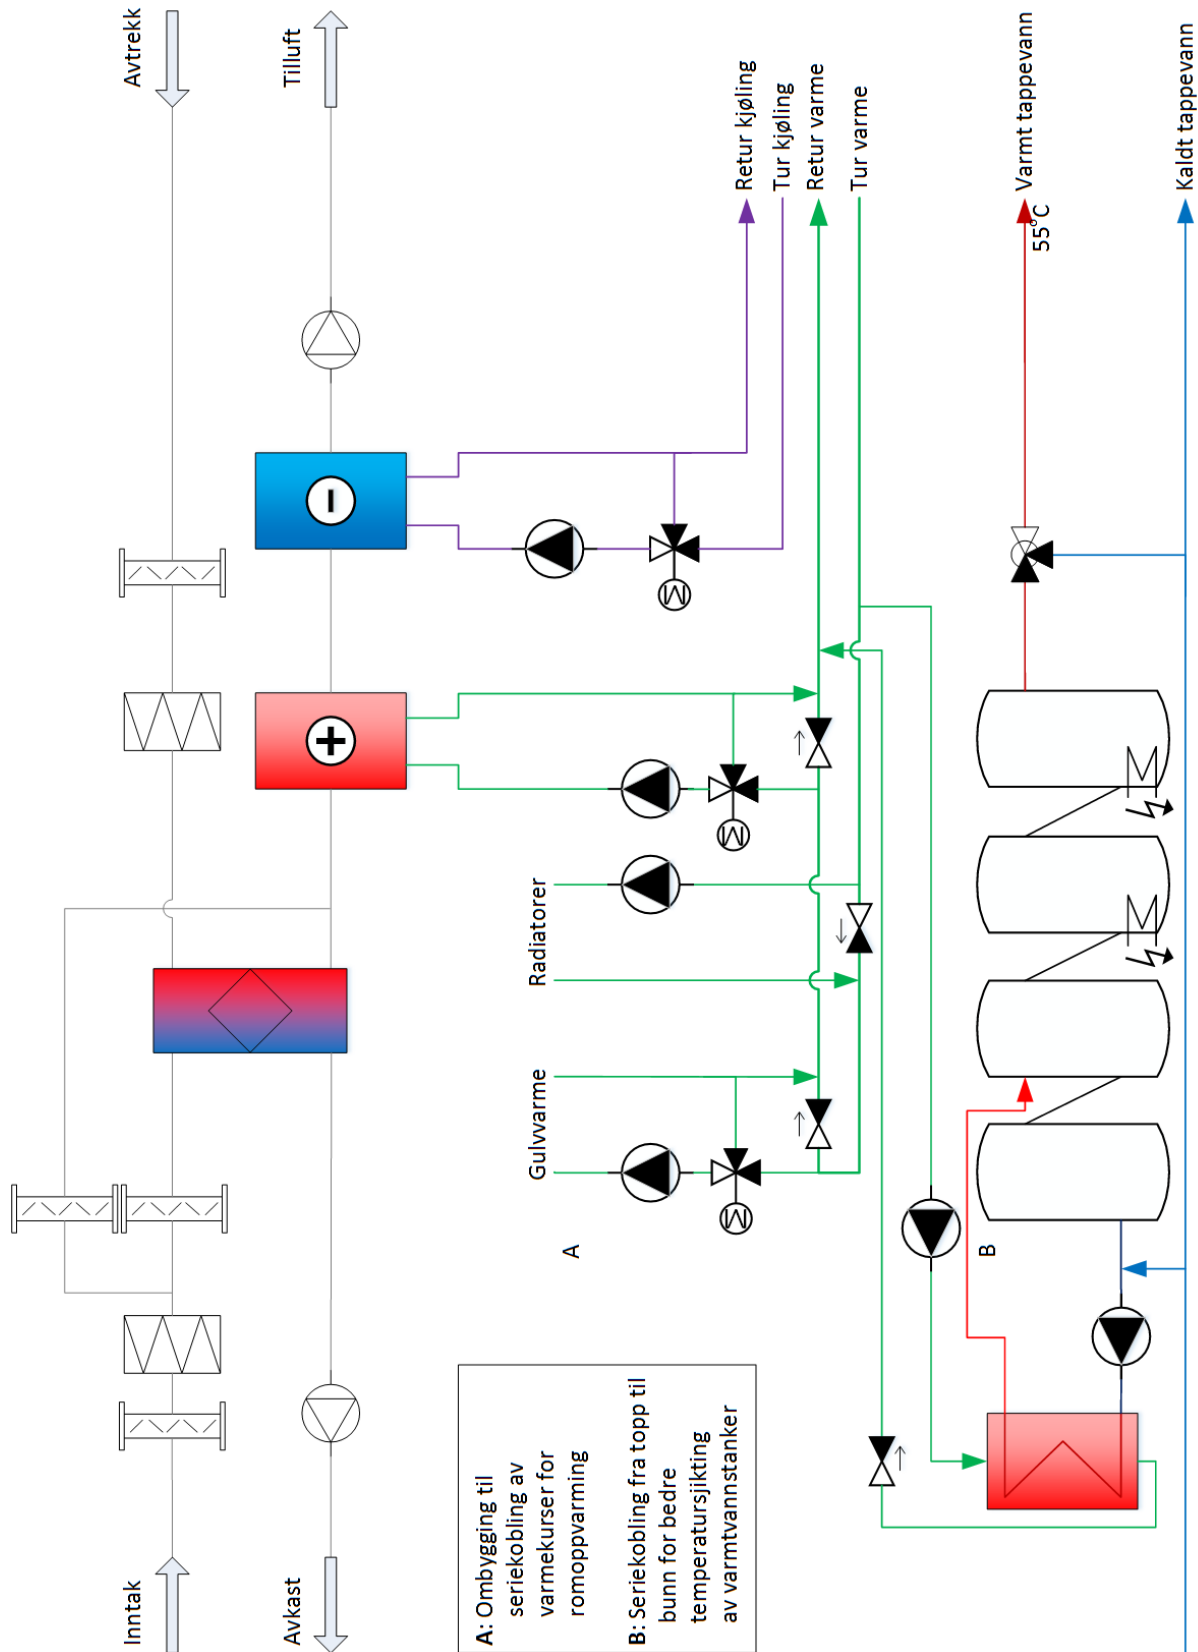 Inntak
Avtrekk
Avkast
Tilluft
A: Ombygging til
seriekobling av
varmekurser for
romoppvarming
B: Seriekobling fra topp til
bunn for bedre
temperatursjikting
av varmtvannstanker
A
Gulvvarme
Radiatorer
M
M
M
Retur kjøling
Tur kjøling
Retur varme
Tur varme
B
Varmt tappevann
55°C
Kaldt tappevann